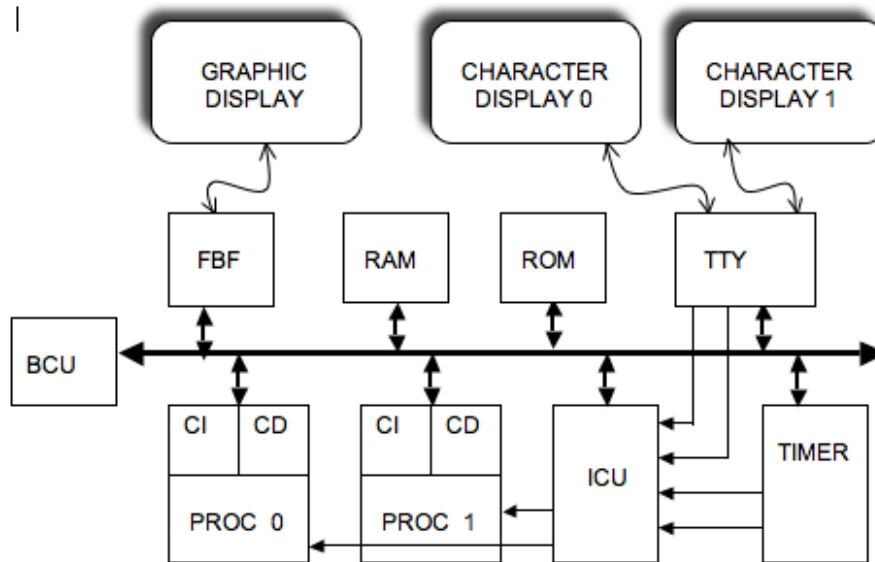 GRAPHIC
DISPLAY
CHARACTER
DISPLAY 0
CHARACTER
DISPLAY 1
FBF
RAM
ROM
TTY
BCU
CI
CD
PROC 0
CI
CD
PROC 1
ICU
TIMER